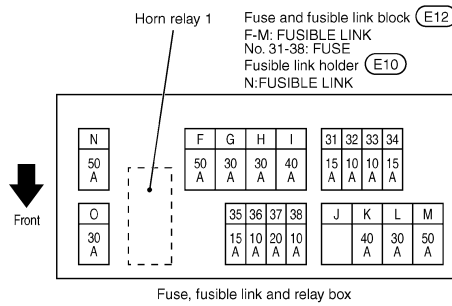 Horn relay 1
Fuse and fusible link block E12
F-M: FUSIBLE LINK
No. 31-38: FUSE
Fusible link holder E10
N:FUSIBLE LINK
N F G H I 31 32 33 34
50 A 50 A 30 A 30 A 40 A 15 A 10 A 10 A 15 A
Front
O 35 36 37 38 J K L M
30 A 15 A 10 A 20 A 10 A 40 A 30 A 50 A
Fuse, fusible link and relay box